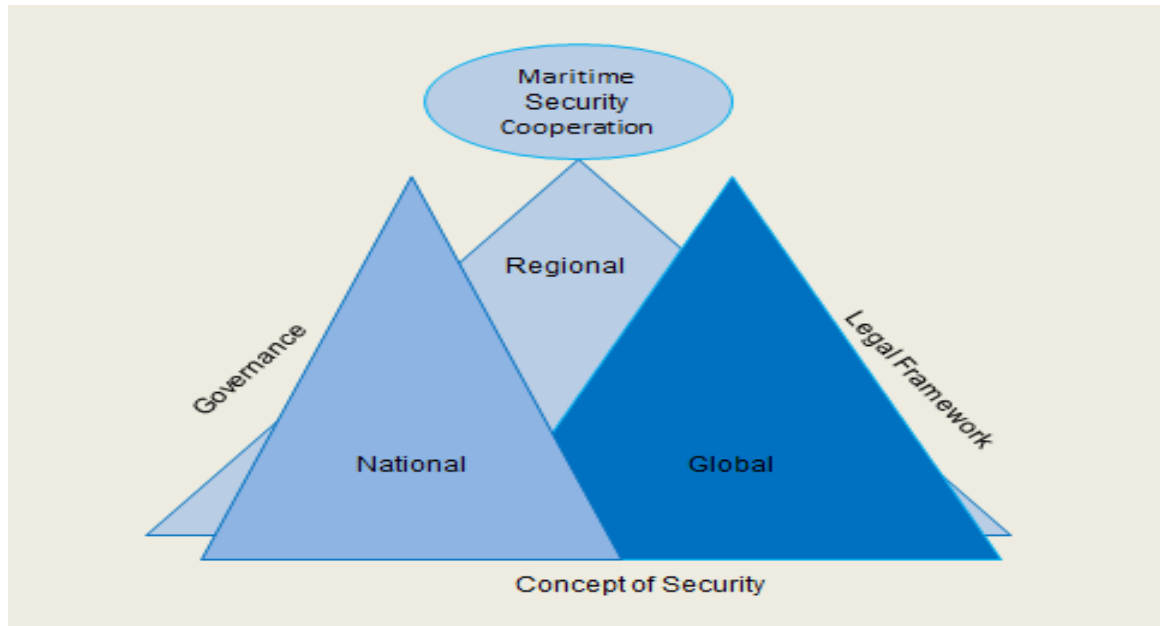 Maritime
Security
Cooperation
Regional
Governance
Legal Framework
National
Global
Concept of Security